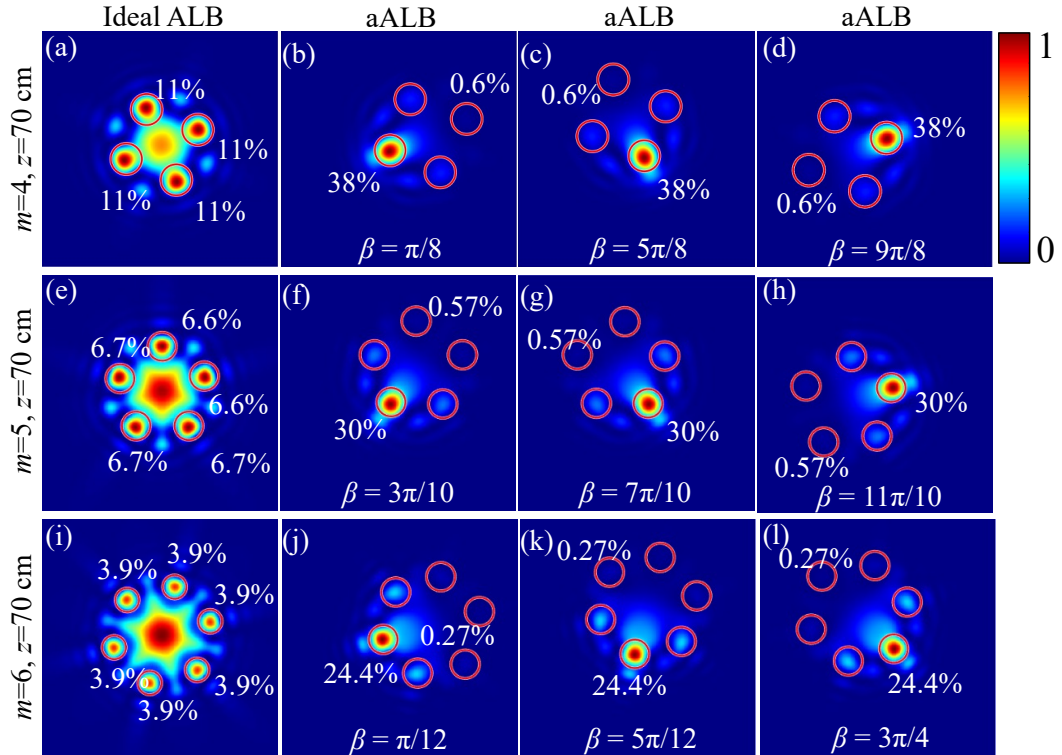 Ideal ALB aALB aALB aALB
m=4, z=70 cm
(a) 11% 11% 11% 11%
(b) 0.6% 38% β = π/8
(c) 0.6% 38% β = 5π/8
(d) 38% 0.6% β = 9π/8
1
0
m=5, z=70 cm
(e) 6.6% 6.7% 6.6% 6.7% 6.7%
(f) 0.57% 30% β = 3π/10
(g) 0.57% 30% β = 7π/10
(h) 30% 0.57% β = 11π/10
m=6, z=70 cm
(i) 3.9% 3.9% 3.9% 3.9% 3.9% 3.9%
(j) 0.27% 24.4% β = π/12
(k) 0.27% 24.4% β = 5π/12
(l) 0.27% 24.4% β = 3π/4